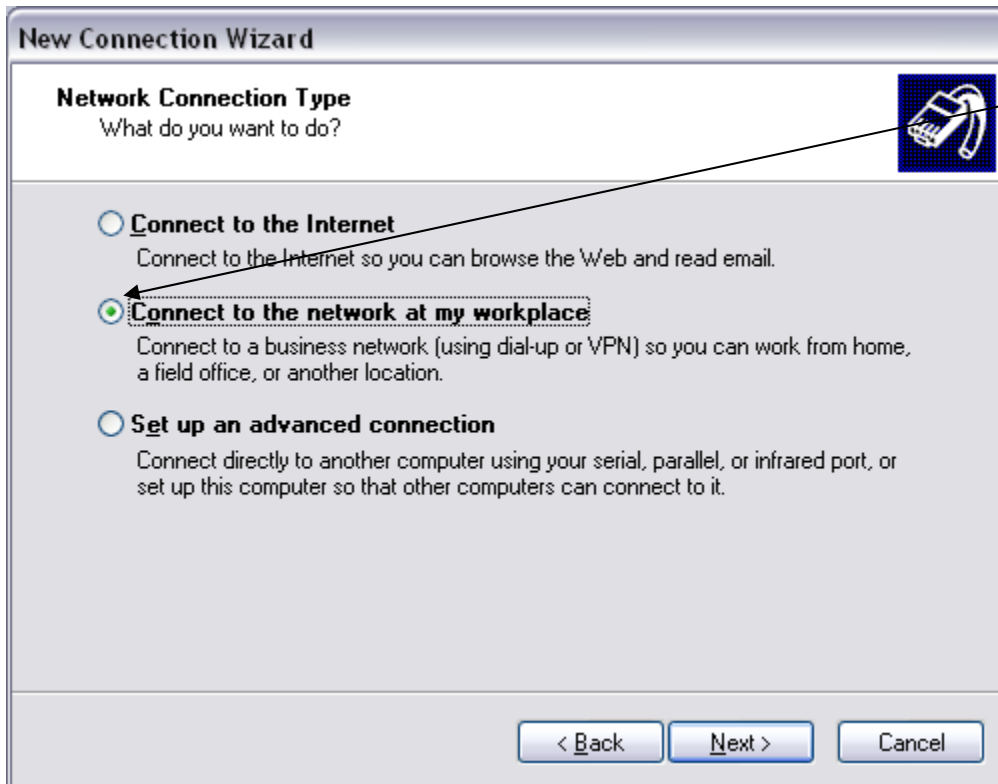 New Connection Wizard
Network Connection Type
What do you want to do?
Connect to the Internet
Connect to the Internet so you can browse the Web and read email.
Connect to the network at my workplace
Connect to a business network (using dial-up or VPN) so you can work from home,
a field office, or another location.
Set up an advanced connection
Connect directly to another computer using your serial, parallel, or infrared port, or
set up this computer so that other computers can connect to it.
< Back
Next >
Cancel